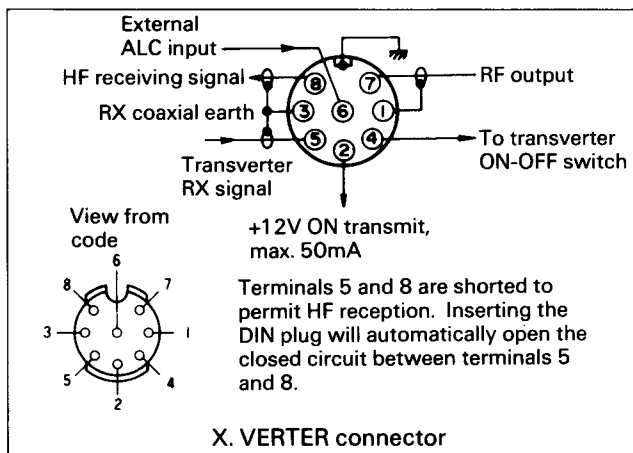 External
ALC input
HF receiving signal
RX coaxial earth
Transverter
RX signal
8
7
3
6
1
5
4
2
RF output
To transverter
ON-OFF switch
+12V ON transmit,
max. 50mA
View from
code
6
8
7
3
1
5
4
2
Terminals 5 and 8 are shorted to
permit HF reception. Inserting the
DIN plug will automatically open the
closed circuit between terminals 5
and 8.
X. VERTER connector